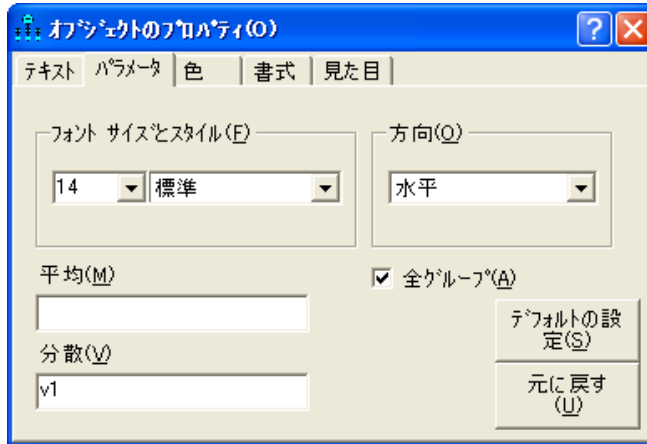 ｵﾌﾞｼﾞｪｸﾄのﾌﾟﾛﾊﾟﾃｨ(O)
テキスト
ﾊﾟﾗﾒｰﾀ
色
書式
見た目
ﾌｫﾝﾄ ｻｲｽﾞとｽﾀｲﾙ(F)
方向(O)
14
標準
水平
平均(M)
全ｸﾞﾙｰﾌﾟ(A)
分散(V)
v1
ﾃﾞﾌｫﾙﾄの設
定(S)
元に戻す
(U)